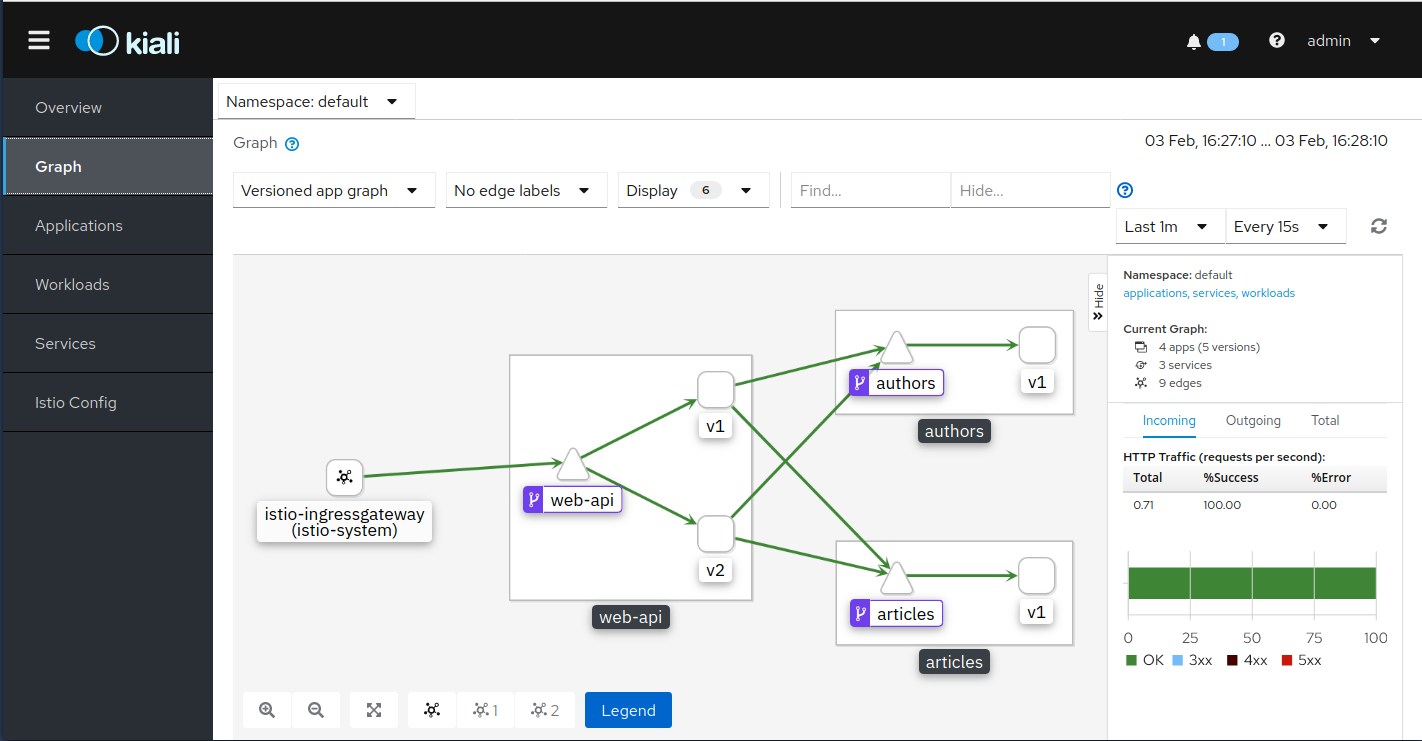 kiali
1
admin
Overview
Graph
Applications
Workloads
Services
Istio Config
Namespace: default
Graph
03 Feb, 16:27:10 ... 03 Feb, 16:28:10
Versioned app graph
No edge labels
Display 6
Find...
Hide...
Last 1m
Every 15s
istio-ingressgateway
(istio-system)
web-api
v1
v2
web-api
authors
v1
authors
articles
v1
articles
1
2
Legend
Hide
Namespace: default
applications, services, workloads
Current Graph:
4 apps (5 versions)
3 services
9 edges
Incoming Outgoing Total
HTTP Traffic (requests per second):
Total %Success %Error
0.71 100.00 0.00
0 25 50 75 100
OK 3xx 4xx 5xx